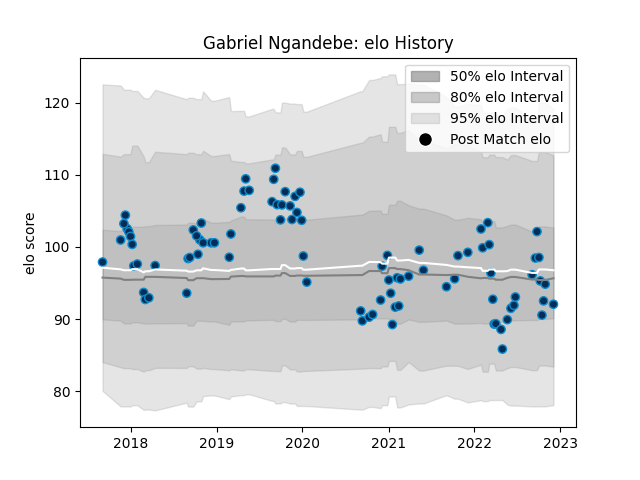 Gabriel Ngandebe: elo History
50% elo Interval
80% elo Interval
95% elo Interval
Post Match elo
elo score
120
110
100
90
80
2018
2019
2020
2021
2022
2023